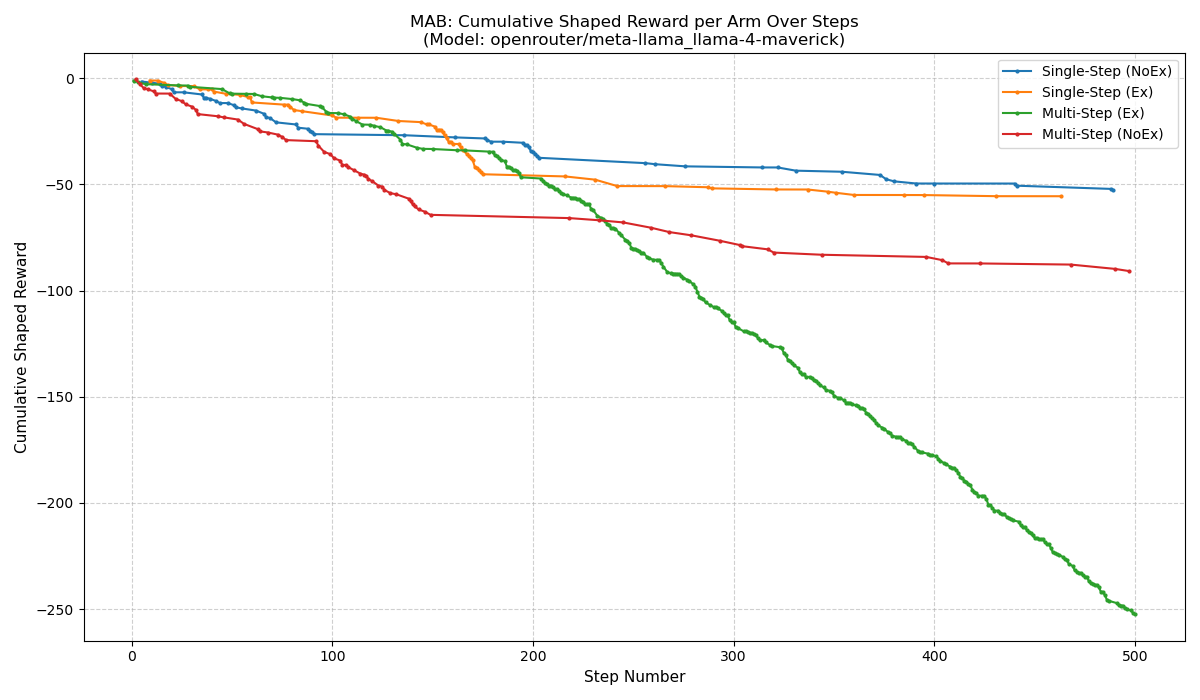 MAB: Cumulative Shaped Reward per Arm Over Steps
(Model: openrouter/meta-llama_llama-4-maverick)
Single-Step (NoEx)
Single-Step (Ex)
Multi-Step (Ex)
Multi-Step (NoEx)
Cumulative Shaped Reward
0
−50
−100
−150
−200
−250
0 100 200 300 400 500
Step Number